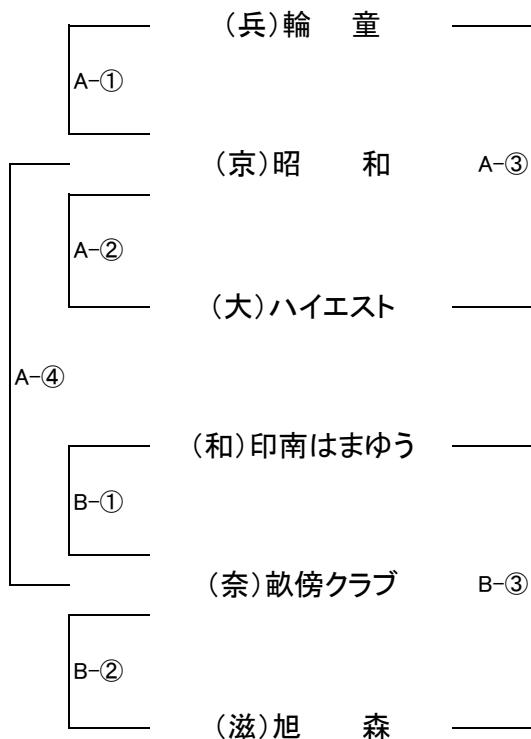 (兵)輪　童
A-①
(京)昭　和　A-③
A-②
(大)ハイエスト
A-④
(和)印南はまゆう
B-①
(奈)畝傍クラブ　B-③
B-②
(滋)旭　森